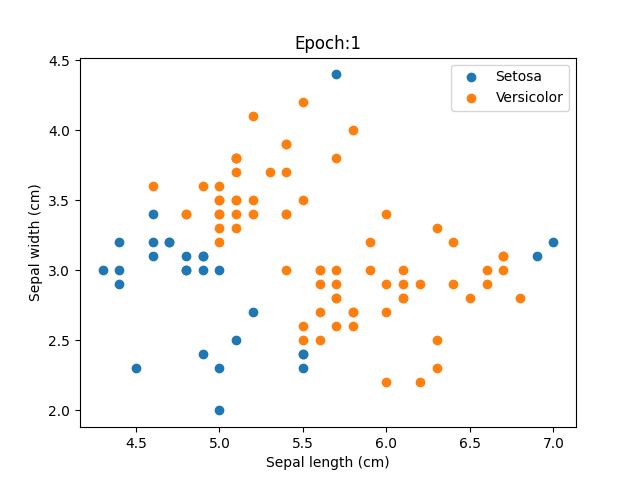 Epoch:1
Setosa
Versicolor
4.5
4.0
3.5
3.0
2.5
2.0
Sepal width (cm)
4.5 5.0 5.5 6.0 6.5 7.0
Sepal length (cm)